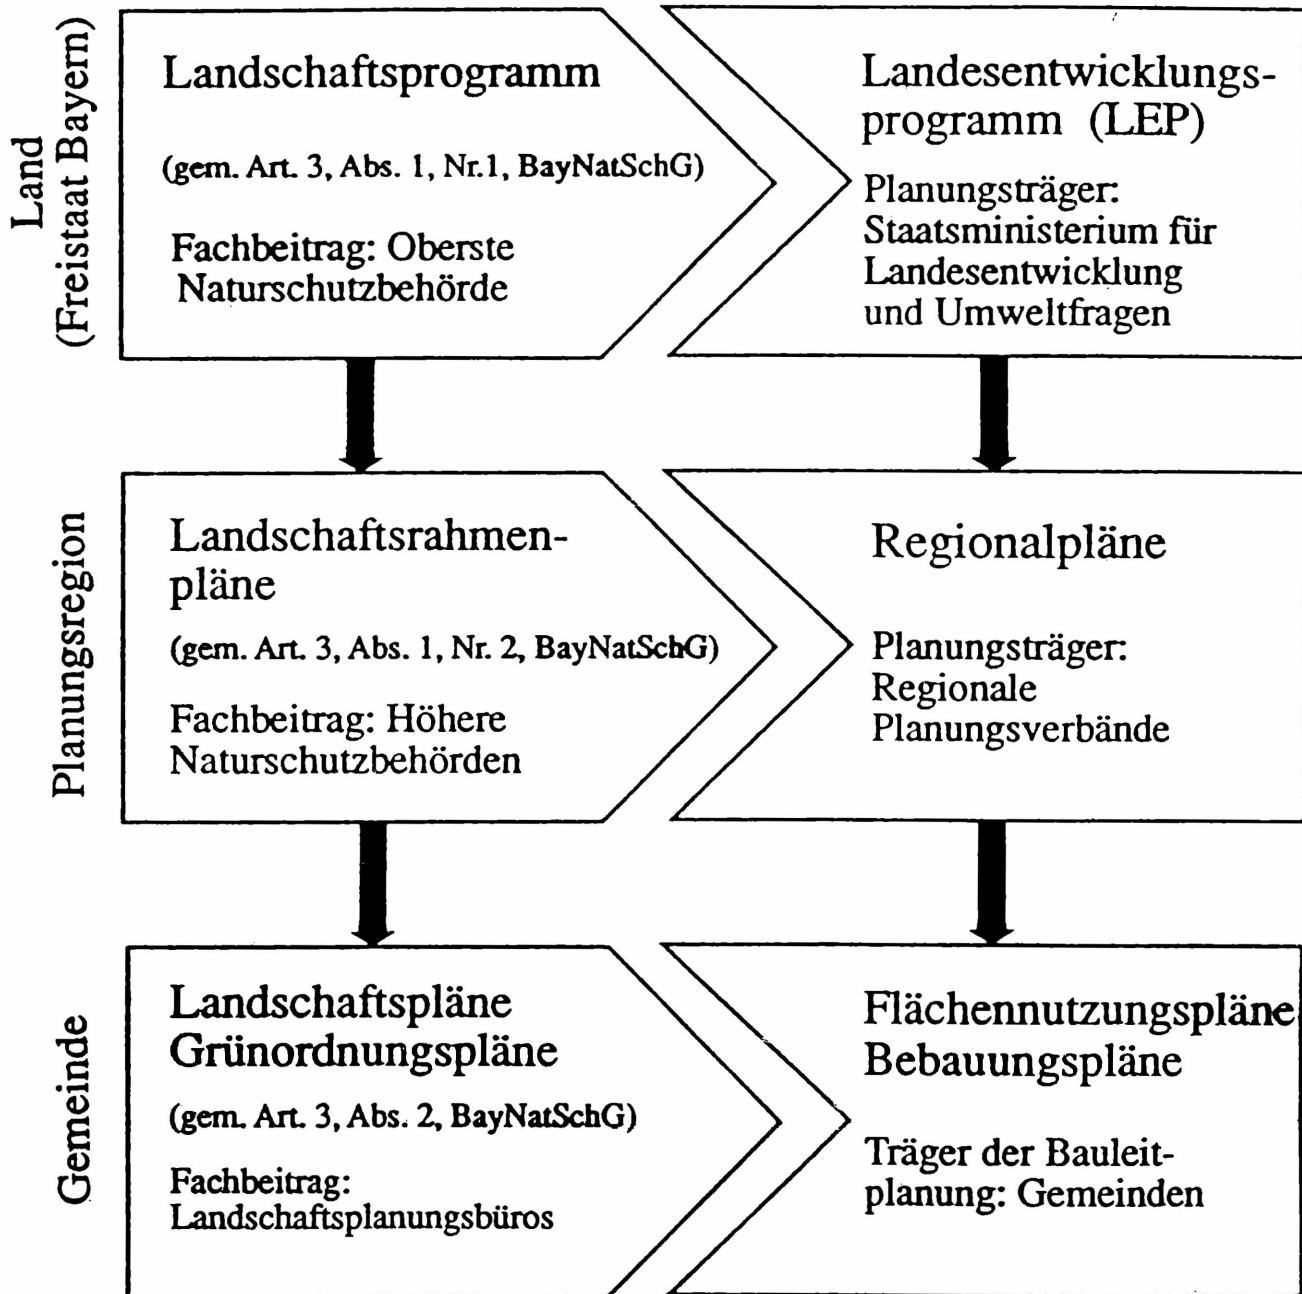 Land
(Freistaat Bayern)
Landschaftsprogramm
(gem. Art. 3, Abs. 1, Nr.1, BayNatSchG)
Fachbeitrag: Oberste
Naturschutzbehörde
Landesentwicklungs-
programm (LEP)
Planungsträger:
Staatsministerium für
Landesentwicklung
und Umweltfragen
Planungsregion
Landschaftsrahmen-
pläne
(gem. Art. 3, Abs. 1, Nr. 2, BayNatSchG)
Fachbeitrag: Höhere
Naturschutzbehörden
Regionalpläne
Planungsträger:
Regionale
Planungsverbände
Gemeinde
Landschaftspläne
Grünordnungspläne
(gem. Art. 3, Abs. 2, BayNatSchG)
Fachbeitrag:
Landschaftsplanungsbüros
Flächennutzungspläne
Bebauungspläne
Träger der Bauleit-
planung: Gemeinden